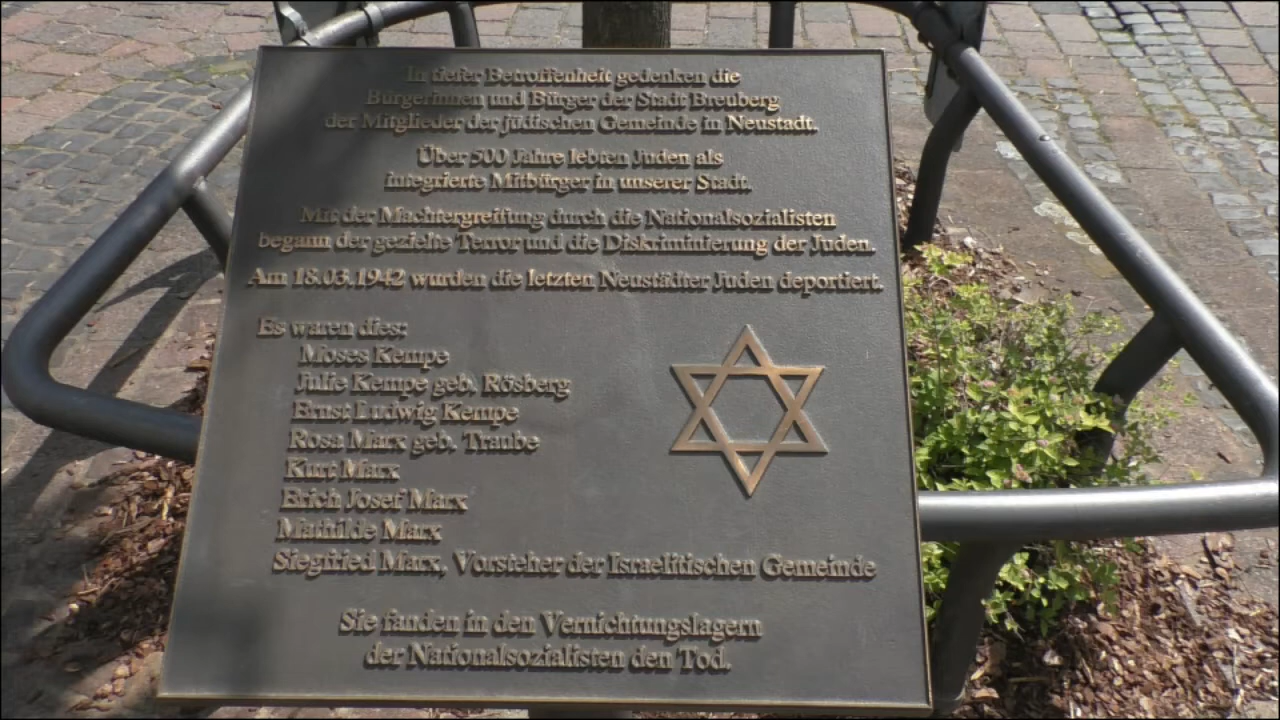 In tiefer Betroffenheit gedenken die
Bürgerinnen und Bürger der Stadt Breuberg
der Mitglieder der jüdischen Gemeinde in Neustadt.
Über 500 Jahre lebten Juden als
integrierte Mitbürger in unserer Stadt.
Mit der Machtergreifung durch die Nationalsozialisten
begann der gezielte Terror und die Diskriminierung der Juden.
Am 18.03.1942 wurden die letzten Neustädter Juden deportiert.
Es waren dies:
Moses Kempe
Julie Kempe geb. Rösberg
Ernst Ludwig Kempe
Rosa Marx geb. Traube
Kurt Marx
Erich Josef Marx
Mathilde Marx
Siegfried Marx, Vorsteher der Israelitischen Gemeinde
Sie fanden in den Vernichtungslagern
der Nationalsozialisten den Tod.